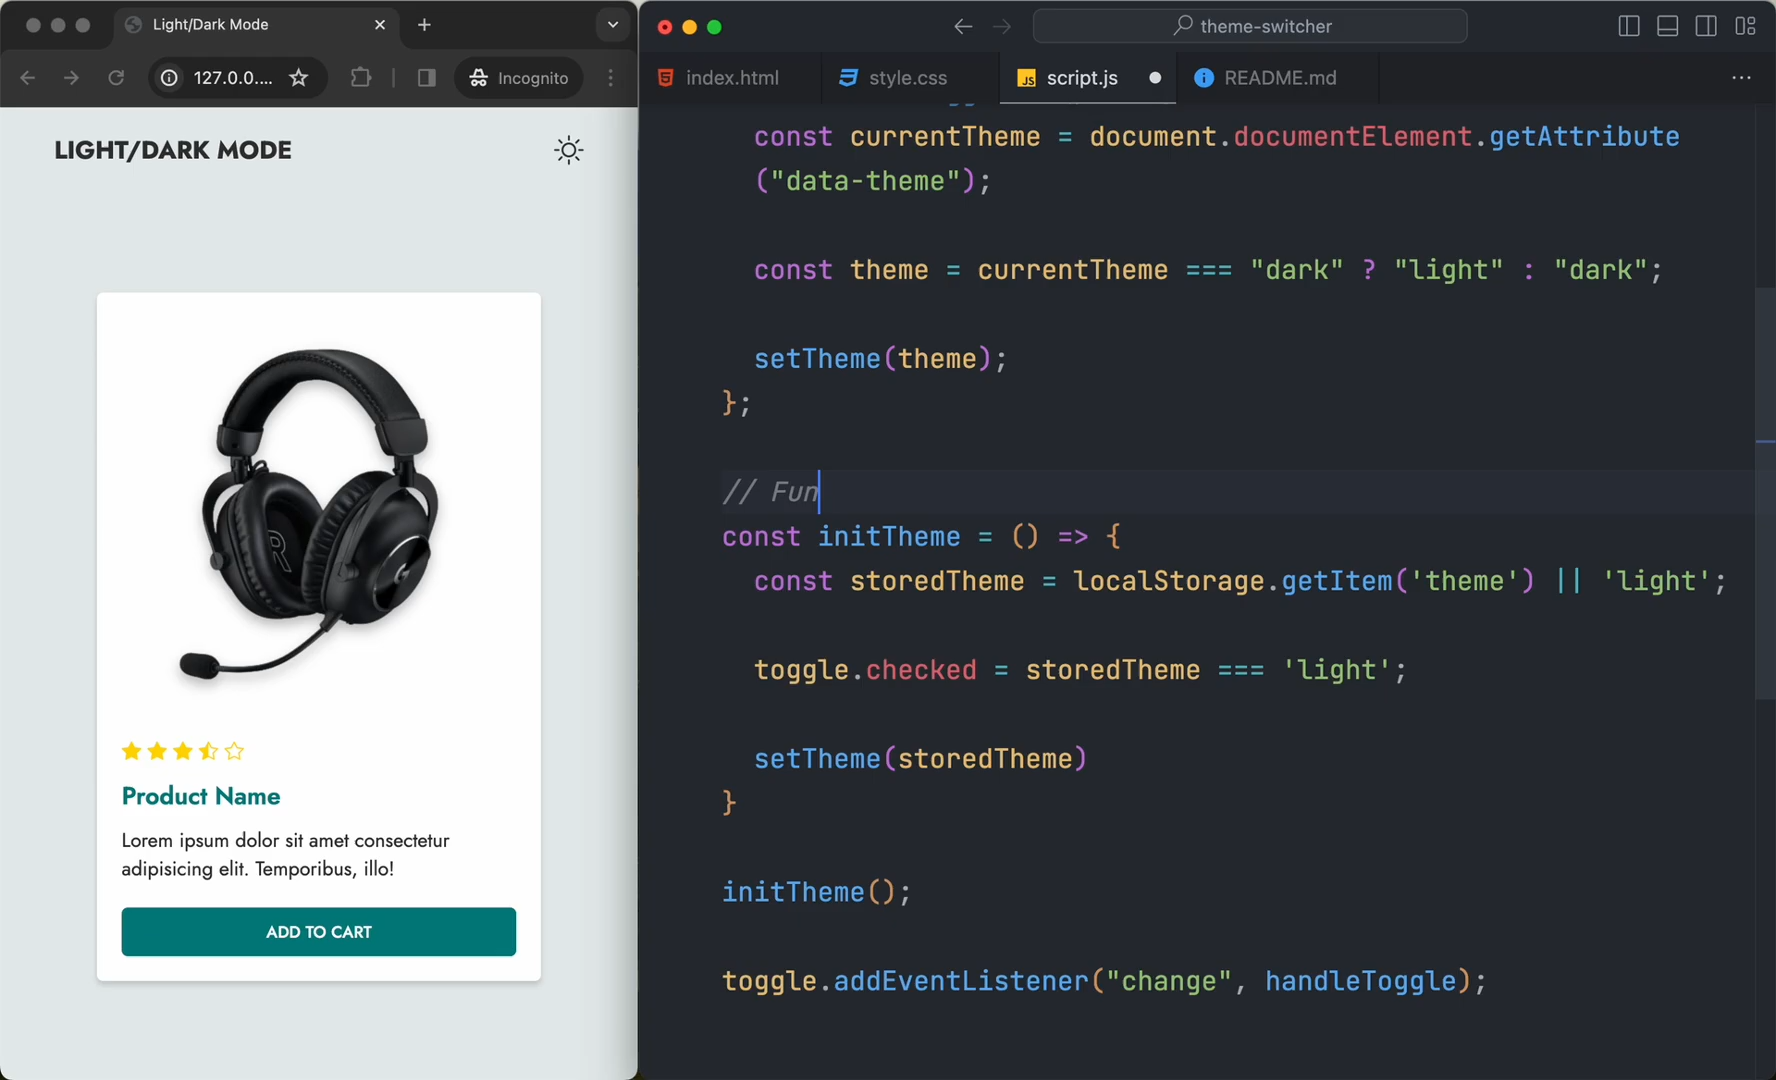 Light/Dark Mode
127.0.0....
Incognito
LIGHT/DARK MODE
Product Name
Lorem ipsum dolor sit amet consectetur
adipisicing elit. Temporibus, illo!
ADD TO CART
theme-switcher
index.html
style.css
JS script.js
README.md
const currentTheme = document.documentElement.getAttribute
("data-theme");
const theme = currentTheme === "dark" ? "light" : "dark";
setTheme(theme);
};
// Fun
const initTheme = () => {
const storedTheme = localStorage.getItem('theme') || 'light';
toggle.checked = storedTheme === 'light';
setTheme(storedTheme)
}
initTheme();
toggle.addEventListener("change", handleToggle);